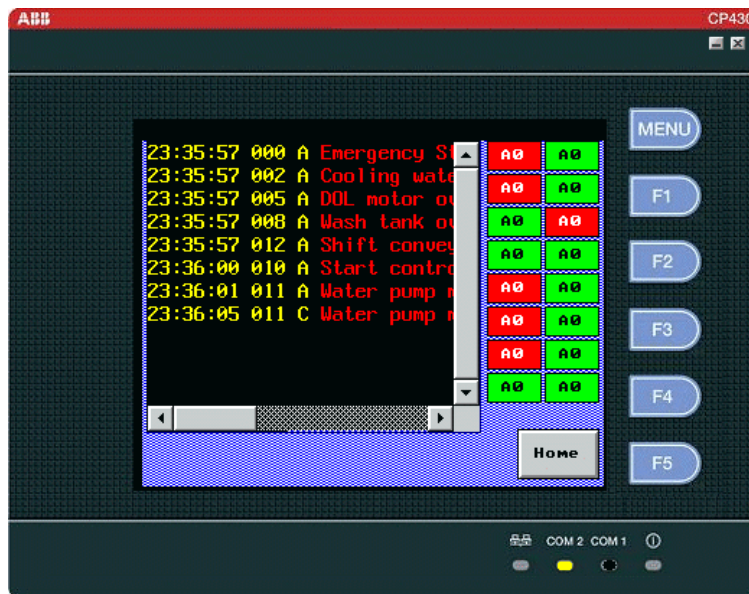 ABB CP430
MENU
23:35:57 000 A Emergency St A0 A0
23:35:57 002 A Cooling wate A0 A0
23:35:57 005 A DOL motor ov A0 A0
23:35:57 008 A Wash tank ov A0 A0
23:35:57 012 A Shift convey A0 A0
23:36:00 010 A Start contro A0 A0
23:36:01 011 A Water pump m A0 A0
23:36:05 011 C Water pump m A0 A0
F1
F2
F3
F4
Home
F5
COM 2 COM 1